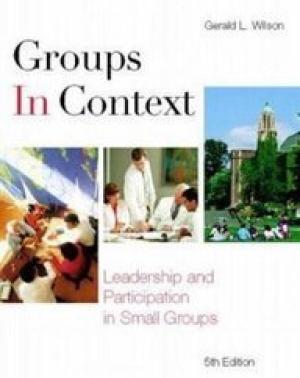 Gerald L. Wilson
Groups
In Context
Leadership and
Participation
in Small Groups
5th Edition